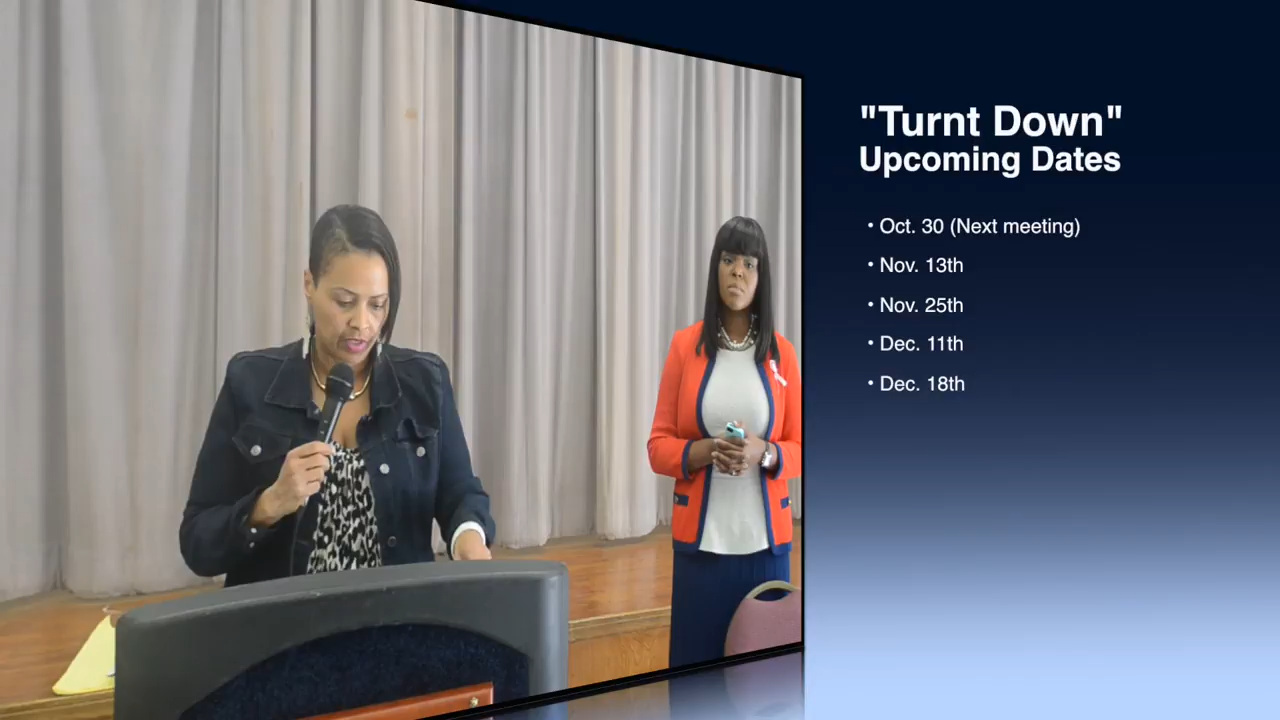 "Turnt Down"
Upcoming Dates
• Oct. 30 (Next meeting)
• Nov. 13th
• Nov. 25th
• Dec. 11th
• Dec. 18th